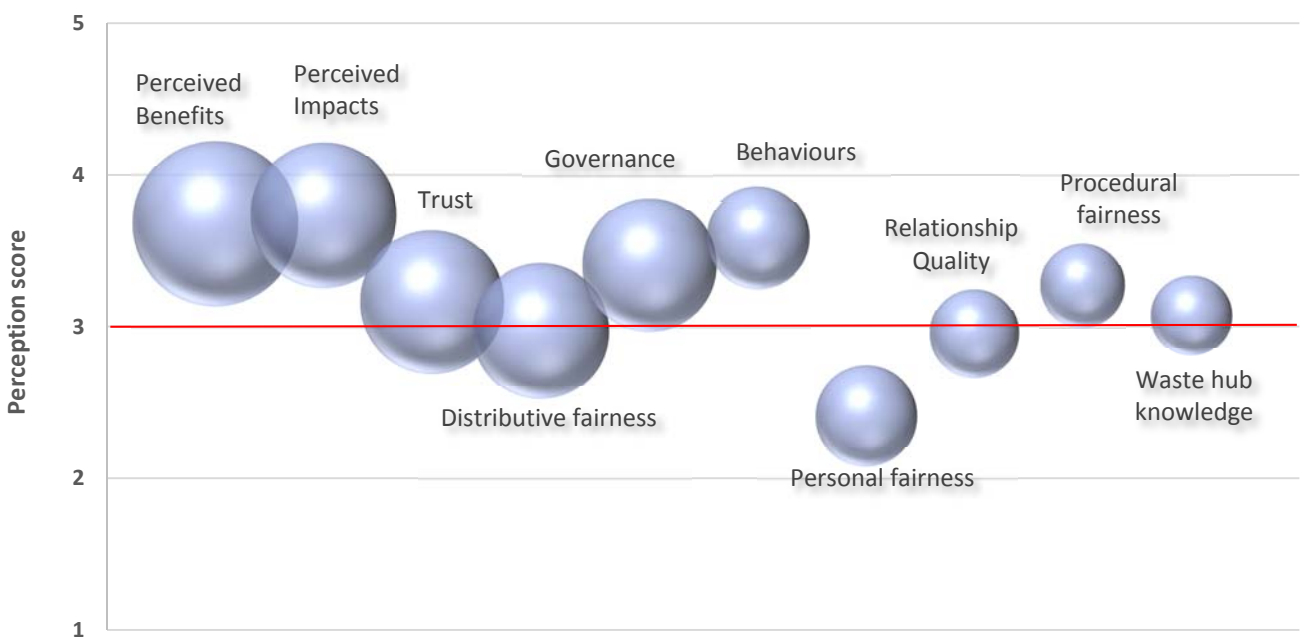 5
4
3
2
1
Perception score
Perceived
Benefits
Perceived
Impacts
Trust
Distributive fairness
Governance
Behaviours
Personal fairness
Relationship
Quality
Procedural
fairness
Waste hub
knowledge